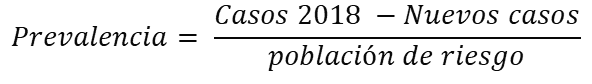 Prevalencia = Casos 2018 − Nuevos casos
población de riesgo